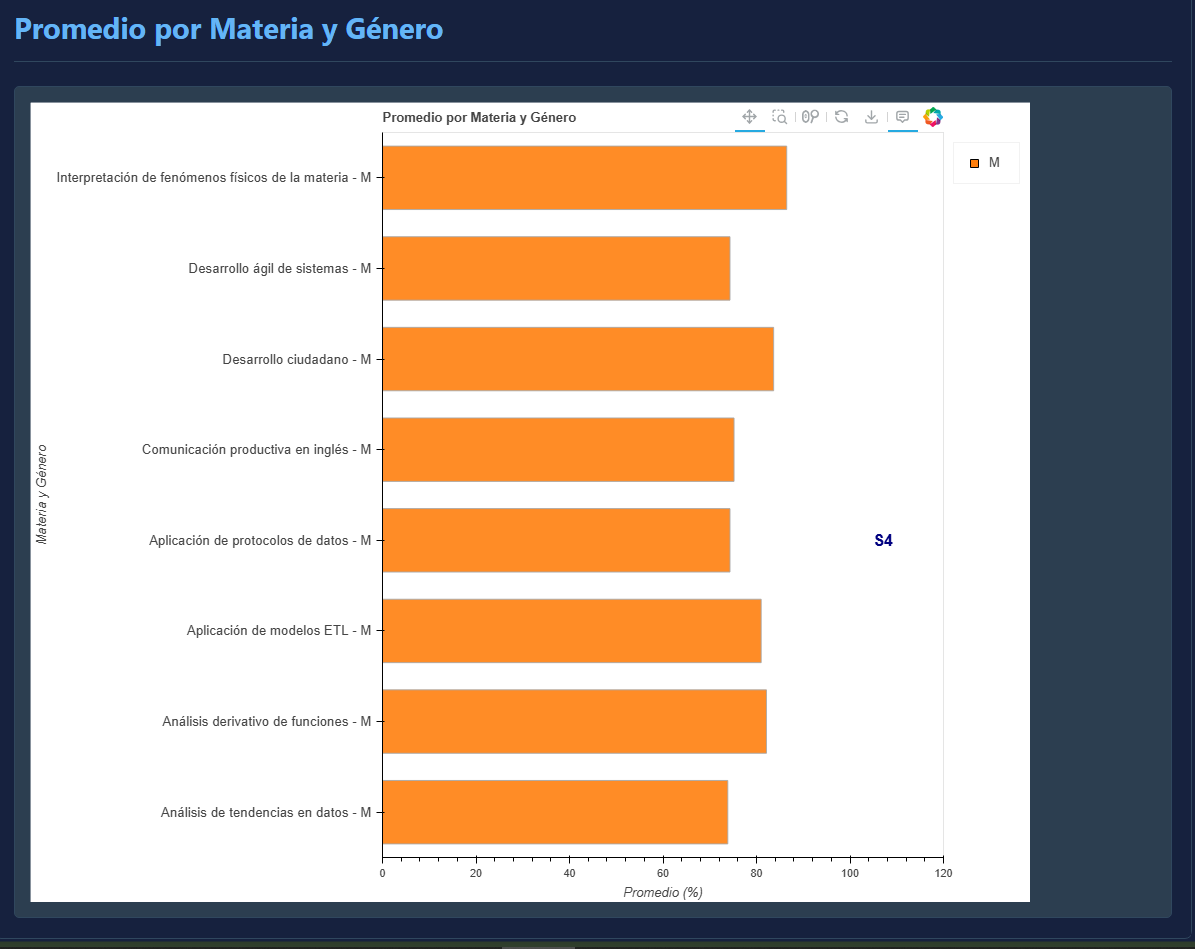 Promedio por Materia y Género
Promedio por Materia y Género
M
Interpretación de fenómenos físicos de la materia - M
Desarrollo ágil de sistemas - M
Desarrollo ciudadano - M
Comunicación productiva en inglés - M
Materia y Género
Aplicación de protocolos de datos - M
S4
Aplicación de modelos ETL - M
Análisis derivativo de funciones - M
Análisis de tendencias en datos - M
0 20 40 60 80 100 120
Promedio (%)